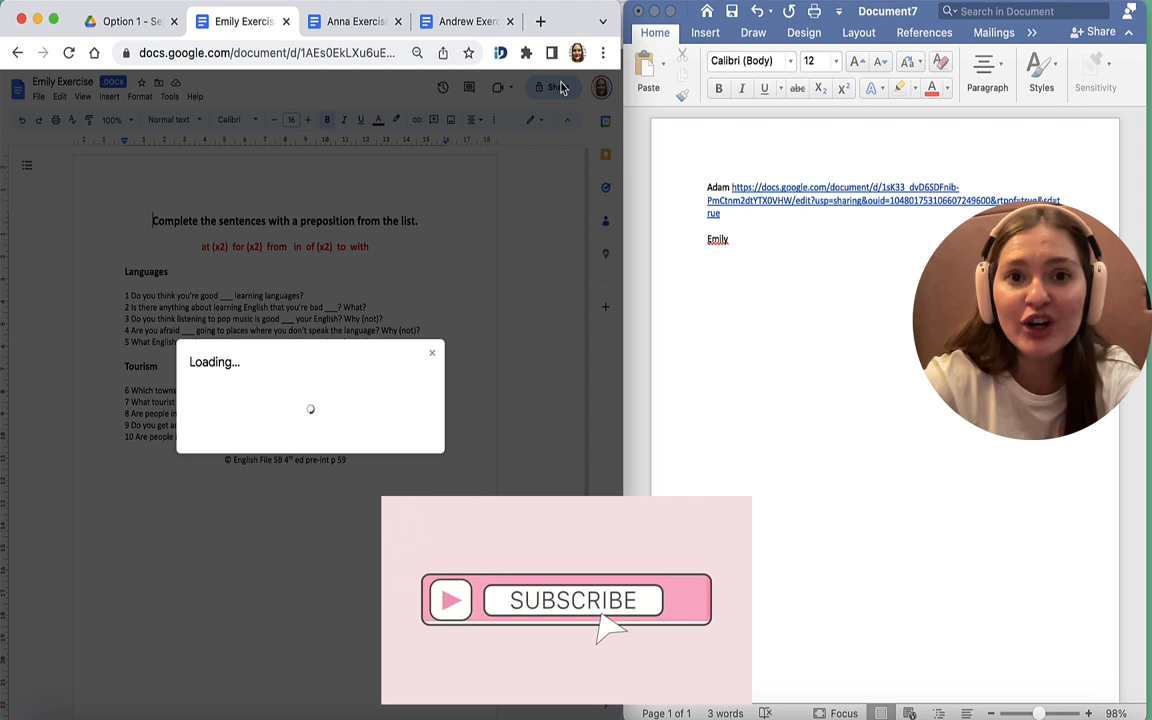 Option 1 - Se
Emily Exercis
Anna Exercis
Andrew Exerc
docs.google.com/document/d/1AEs0EkLXu6uE...
Emily Exercise
.DOCX
File Edit View Insert Format Tools Help
100%
Normal text
Calibri
16
Complete the sentences with a preposition from the list.
at (x2) for (x2) from in of (x2) to with
Languages
1 Do you think you're good ___ learning languages?
2 Is there anything about learning English that you're bad ___? What?
3 Do you think listening to pop music is good ___ your English? Why (not)?
4 Are you afraid ___ going to places where you don't speak the language? Why (not)?
5 What English
Tourism
6 Which towns
7 What tourist
8 Are people in
9 Do you get a
10 Are people i
© English File SB 4th ed pre-int p 59
Loading...
Document7
Search in Document
Home Insert Draw Design Layout References Mailings
Share
Paste
Calibri (Body)
12
Paragraph
Styles
Sensitivity
Adam https://docs.google.com/document/d/1sK33_dvD6SDFnib-
PmCtnm2dtYTX0VHW/edit?usp=sharing&ouid=104801753106607249600&rtpof=true&sd=t
rue
Emily
SUBSCRIBE
Page 1 of 1
3 words
Focus
98%